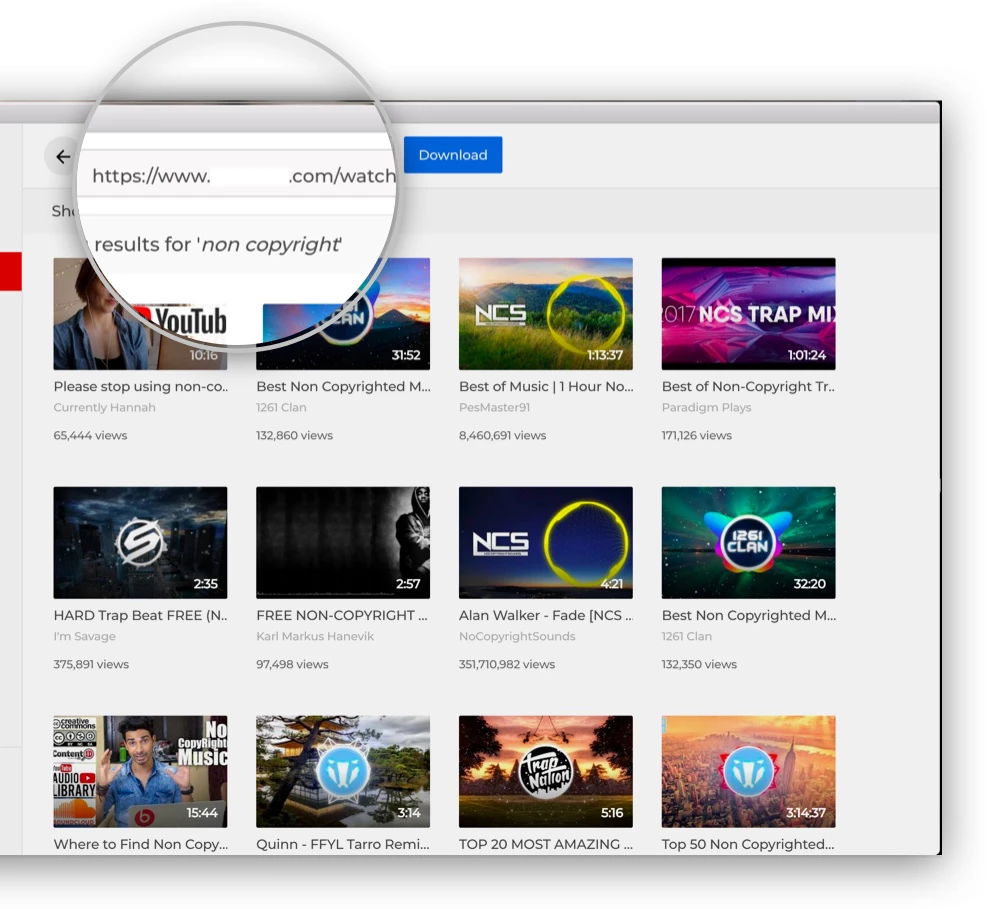 https://www. .com/watch
Download
Sh
results for 'non copyright'
YouTub
10:16
CLAN
31:52
NCS
1:13:37
2017 NCS TRAP MI
1:01:24
Please stop using non-co..
Best Non Copyrighted M...
Best of Music | 1 Hour No...
Best of Non-Copyright Tr..
Currently Hannah
1261 Clan
PesMaster91
Paradigm Plays
65,444 views
132,860 views
8,460,691 views
171,126 views
2:35
2:57
NCS
4:21
1261
CLAN
32:20
HARD Trap Beat FREE (N..
FREE NON-COPYRIGHT ...
Alan Walker - Fade [NCS ...
Best Non Copyrighted M...
I'm Savage
Karl Markus Hanevik
NoCopyrightSounds
1261 Clan
375,891 views
97,498 views
351,710,982 views
132,350 views
creative
commons
Content
YouTube
AUDIO
LIBRARY
SOUNDCLOUD
No
CopyRight
Music
15:44
3:14
Trap
Nation
5:16
3:14:37
Where to Find Non Copy...
Quinn - FFYL Tarro Remi...
TOP 20 MOST AMAZING ...
Top 50 Non Copyrighted...